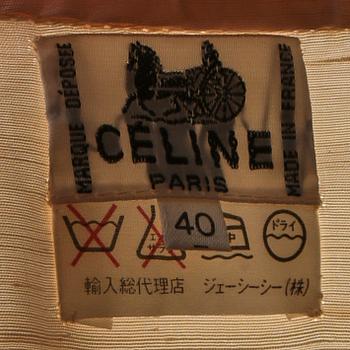 MARQUE DÉPOSÉE
CÉLINE
PARIS
MADE IN FRANCE
40
中
ドライ
輸入総代理店 ジェーシーシー(株)